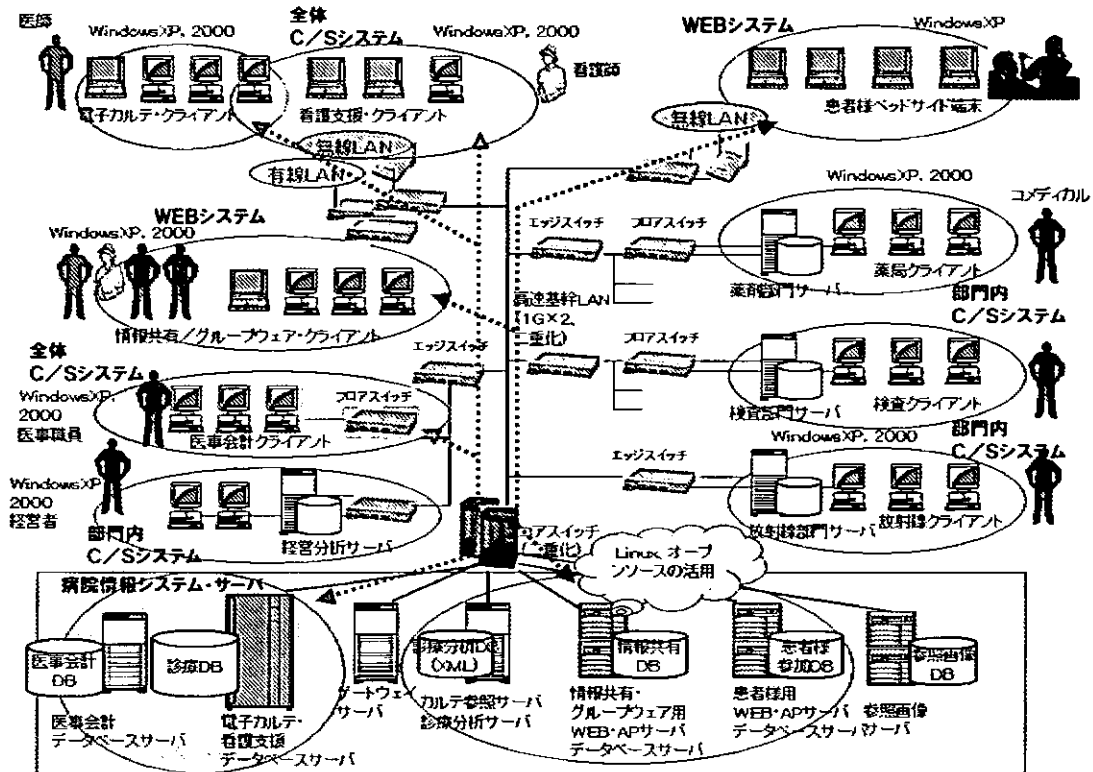 医師
WindowsXP, 2000
全体
C/Sシステム
WindowsXP, 2000
看護師
電子カルテ・クライアント
看護支援・クライアント
無線LAN
有線LAN
WEBシステム
WindowsXP
患者様ベッドサイド端末
無線LAN
WEBシステム
WindowsXP, 2000
情報共有/グループウェア・クライアント
エッジスイッチ
フロアスイッチ
WindowsXP, 2000
コメディカル
薬局クライアント
薬剤部門サーバ
部門内
C/Sシステム
高速基幹LAN
(1G×2、
二重化)
エッジスイッチ
フロアスイッチ
検査部門サーバ
検査クライアント
部門内
C/Sシステム
全体
C/Sシステム
WindowsXP,
2000
医事職員
フロアスイッチ
医事会計クライアント
WindowsXP
2000
経営者
部門内
C/Sシステム
経営分析サーバ
エッジスイッチ
WindowsXP, 2000
放射線部門サーバ
放射線クライアント
コアスイッチ
(二重化)
Linux, オープ
ンソースの活用
病院情報システム・サーバ
医事会計
DB
診療DB
医事会計
データベースサーバ
電子カルテ・
看護支援
データベースサーバ
ゲートウェイ
サーバ
診療分析DB
(XML)
カルテ参照サーバ
診療分析サーバ
情報共有
DB
情報共有・
グループウェア用
WEB・APサーバ
データベースサーバ
患者様
参加DB
患者様用
WEB・APサーバ
データベースサーバ
参照画像
DB
参照画像
サーバ